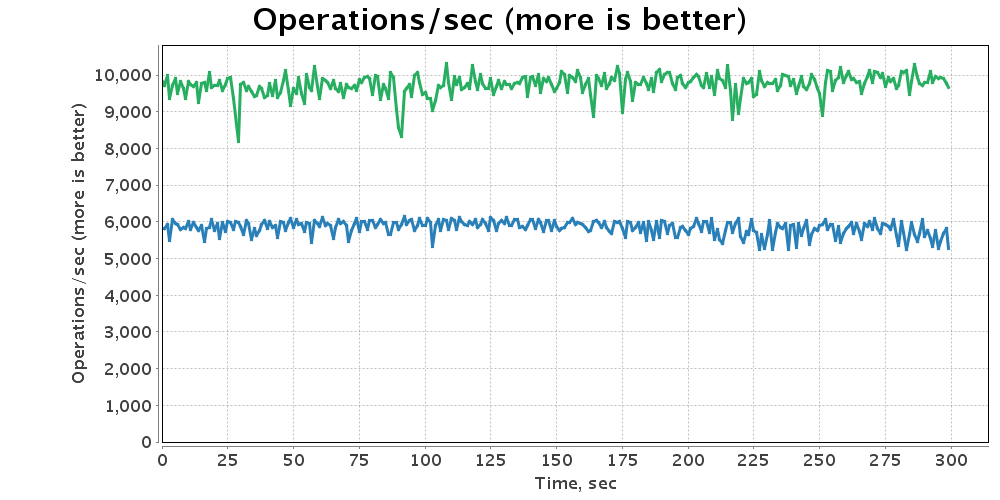 Operations/sec (more is better)
Operations/sec (more is better)
10,000
9,000
8,000
7,000
6,000
5,000
4,000
3,000
2,000
1,000
0
0 25 50 75 100 125 150 175 200 225 250 275 300
Time, sec